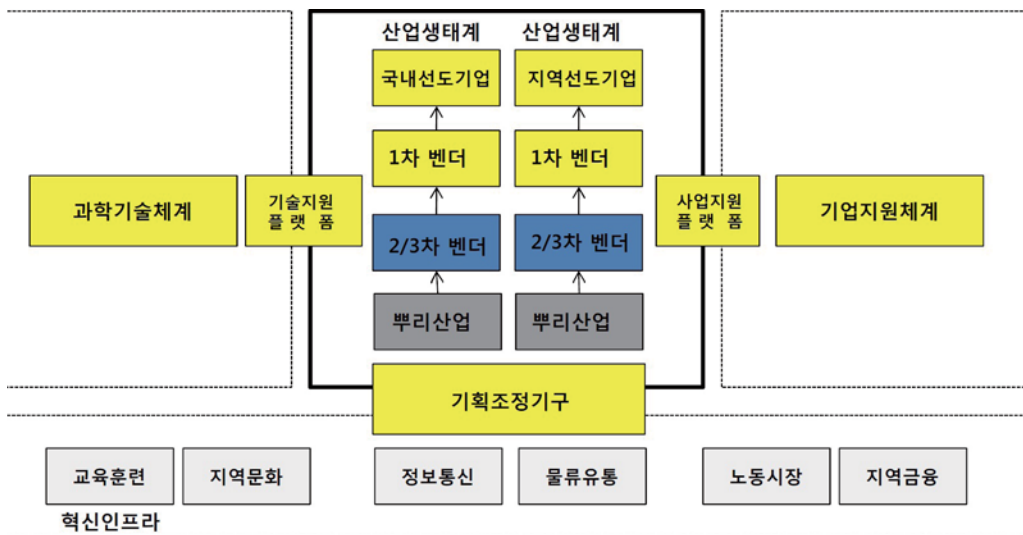 산업생태계 산업생태계
국내선도기업 지역선도기업
1차 벤더 1차 벤더
과학기술체계
기술지원
플 랫 폼
사업지원
플 랫 폼
기업지원체계
2/3차 벤더 2/3차 벤더
뿌리산업 뿌리산업
기획조정기구
교육훈련 지역문화 정보통신 물류유통 노동시장 지역금융
혁신인프라